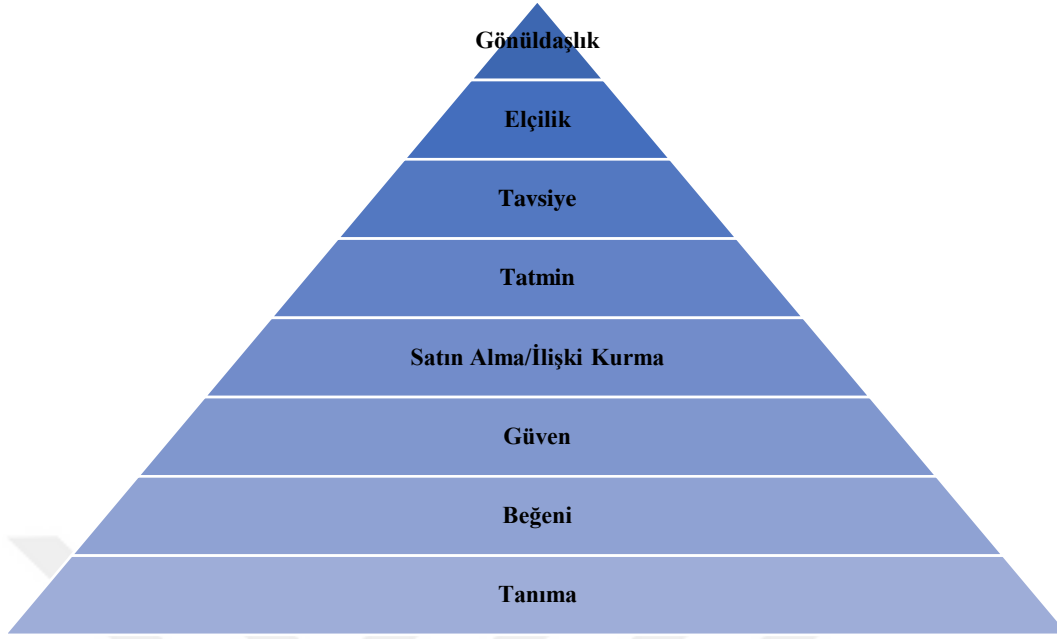 Gönüldaşlık
Elçilik
Tavsiye
Tatmin
Satın Alma/İlişki Kurma
Güven
Beğeni
Tanıma